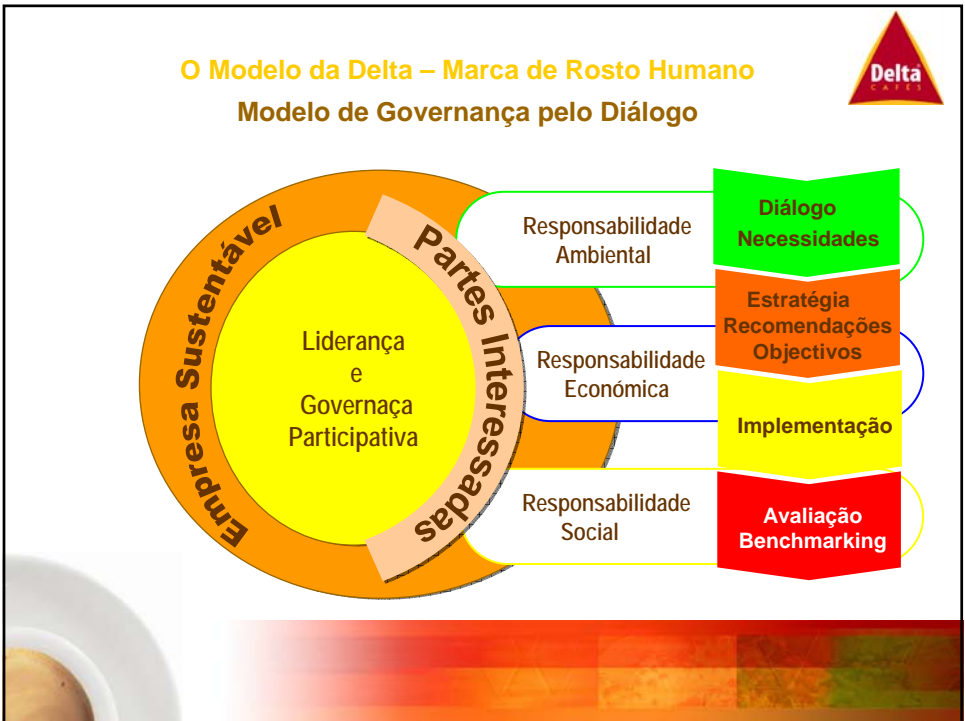 O Modelo da Delta – Marca de Rosto Humano
Modelo de Governança pelo Diálogo
Delta
CAFÉS
Empresa Sustentável
Liderança
e
Governaça
Participativa
Partes Interessadas
Responsabilidade
Ambiental
Responsabilidade
Económica
Responsabilidade
Social
Diálogo
Necessidades
Estratégia
Recomendações
Objectivos
Implementação
Avaliação
Benchmarking